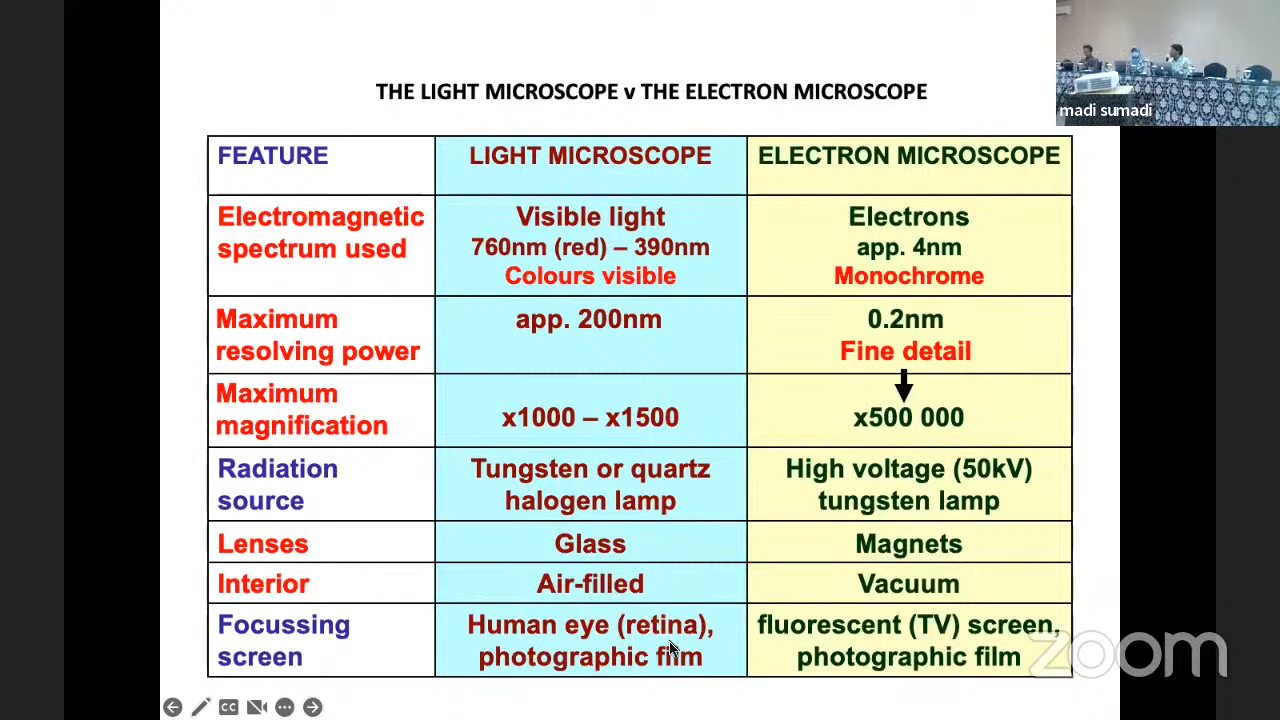 THE LIGHT MICROSCOPE v THE ELECTRON MICROSCOPE
madi sumadi
FEATURE
LIGHT MICROSCOPE
ELECTRON MICROSCOPE
Electromagnetic
spectrum used
Visible light
760nm (red) – 390nm
Colours visible
Electrons
app. 4nm
Monochrome
Maximum
resolving power
app. 200nm
0.2nm
Fine detail
Maximum
magnification
x1000 – x1500
x500 000
Radiation
source
Tungsten or quartz
halogen lamp
High voltage (50kV)
tungsten lamp
Lenses
Glass
Magnets
Interior
Air-filled
Vacuum
Focussing
screen
Human eye (retina),
photographic film
fluorescent (TV) screen,
photographic film
zoom
CC